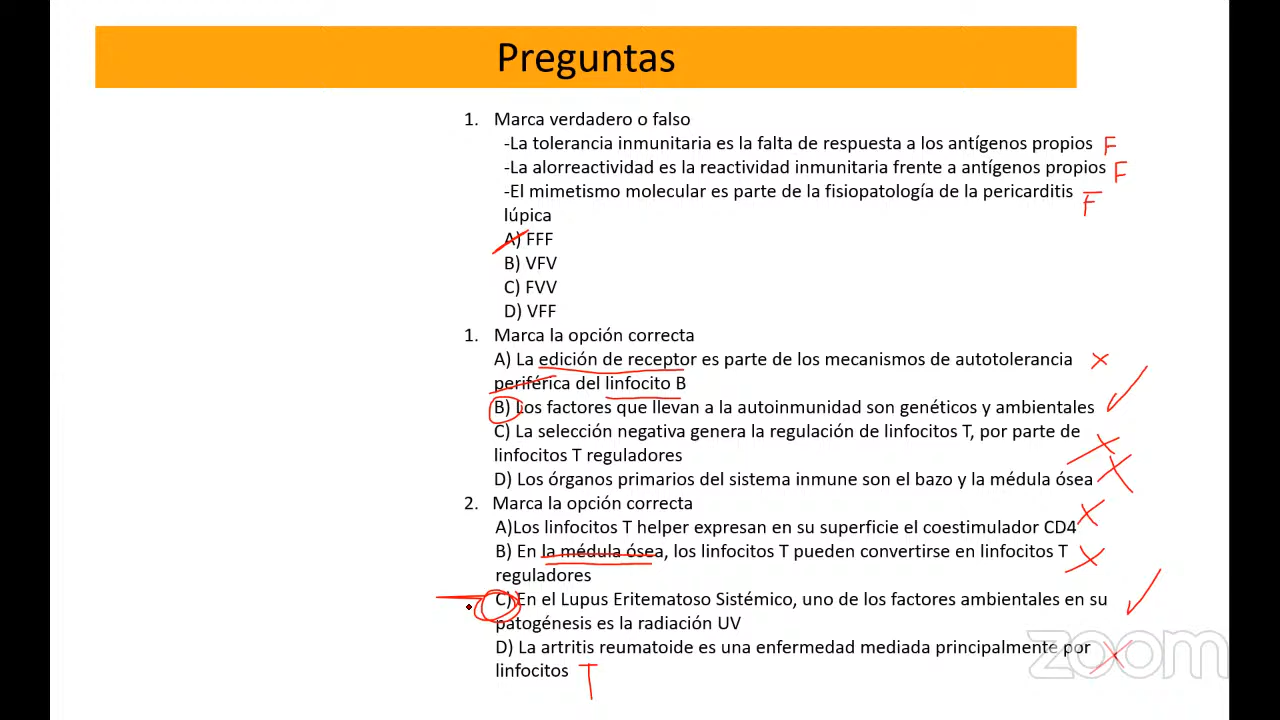 Preguntas
1. Marca verdadero o falso
-La tolerancia inmunitaria es la falta de respuesta a los antígenos propios F
-La alorreactividad es la reactividad inmunitaria frente a antígenos propios F
-El mimetismo molecular es parte de la fisiopatología de la pericarditis F
lúpica
A) FFF
B) VFV
C) FVV
D) VFF
1. Marca la opción correcta
A) La edición de receptor es parte de los mecanismos de autotolerancia
periférica del linfocito B
B) Los factores que llevan a la autoinmunidad son genéticos y ambientales
C) La selección negativa genera la regulación de linfocitos T, por parte de
linfocitos T reguladores
D) Los órganos primarios del sistema inmune son el bazo y la médula ósea
2. Marca la opción correcta
A)Los linfocitos T helper expresan en su superficie el coestimulador CD4
B) En la médula ósea, los linfocitos T pueden convertirse en linfocitos T
reguladores
C) En el Lupus Eritematoso Sistémico, uno de los factores ambientales en su
patogénesis es la radiación UV
D) La artritis reumatoide es una enfermedad mediada principalmente por
linfocitos T
zoom